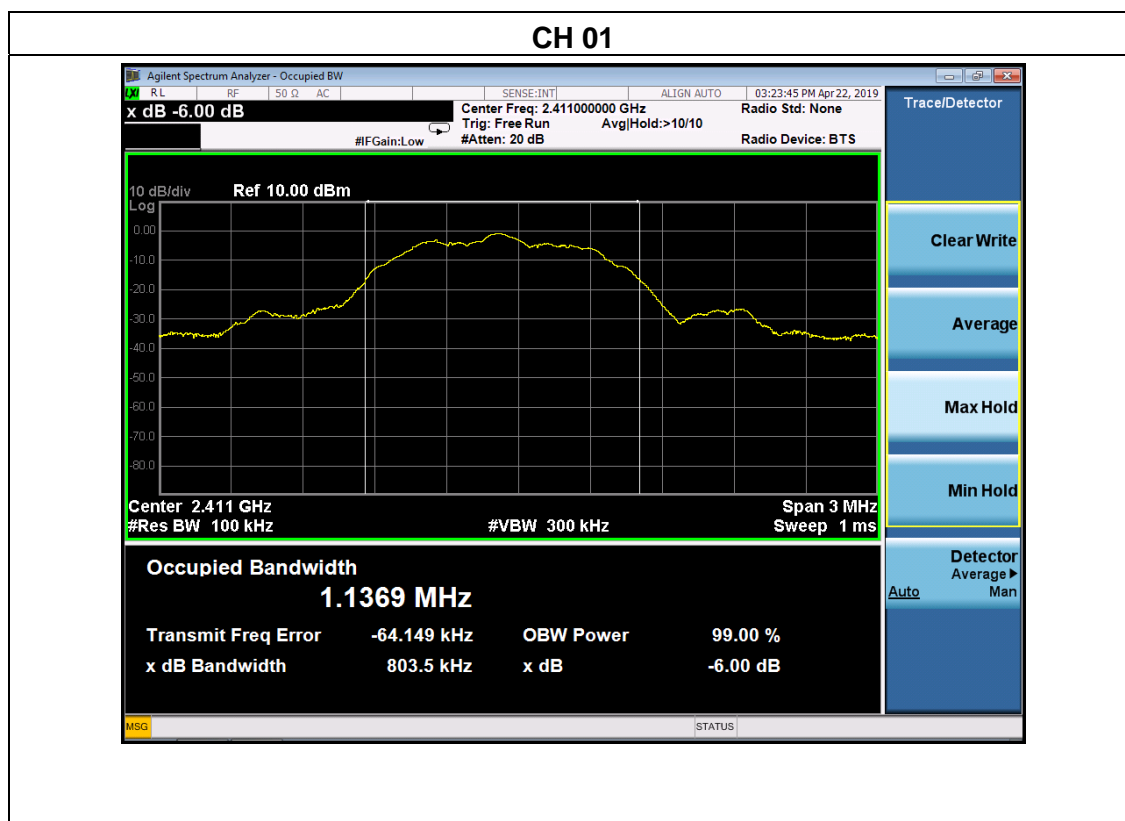 CH 01
Agilent Spectrum Analyzer - Occupied BW
LXI RL RF 50 Ω AC SENSE:INT ALIGN AUTO 03:23:45 PM Apr 22, 2019
x dB -6.00 dB
Center Freq: 2.411000000 GHz
Radio Std: None
Trig: Free Run Avg|Hold:>10/10
#IFGain:Low #Atten: 20 dB Radio Device: BTS
Trace/Detector
10 dB/div Ref 10.00 dBm
Log
0.00
-10.0
-20.0
-30.0
-40.0
-50.0
-60.0
-70.0
-80.0
Center 2.411 GHz Span 3 MHz
#Res BW 100 kHz #VBW 300 kHz Sweep 1 ms
Clear Write
Average
Max Hold
Min Hold
Detector
Average
Auto Man
Occupied Bandwidth
1.1369 MHz
Transmit Freq Error -64.149 kHz OBW Power 99.00 %
x dB Bandwidth 803.5 kHz x dB -6.00 dB
MSG STATUS